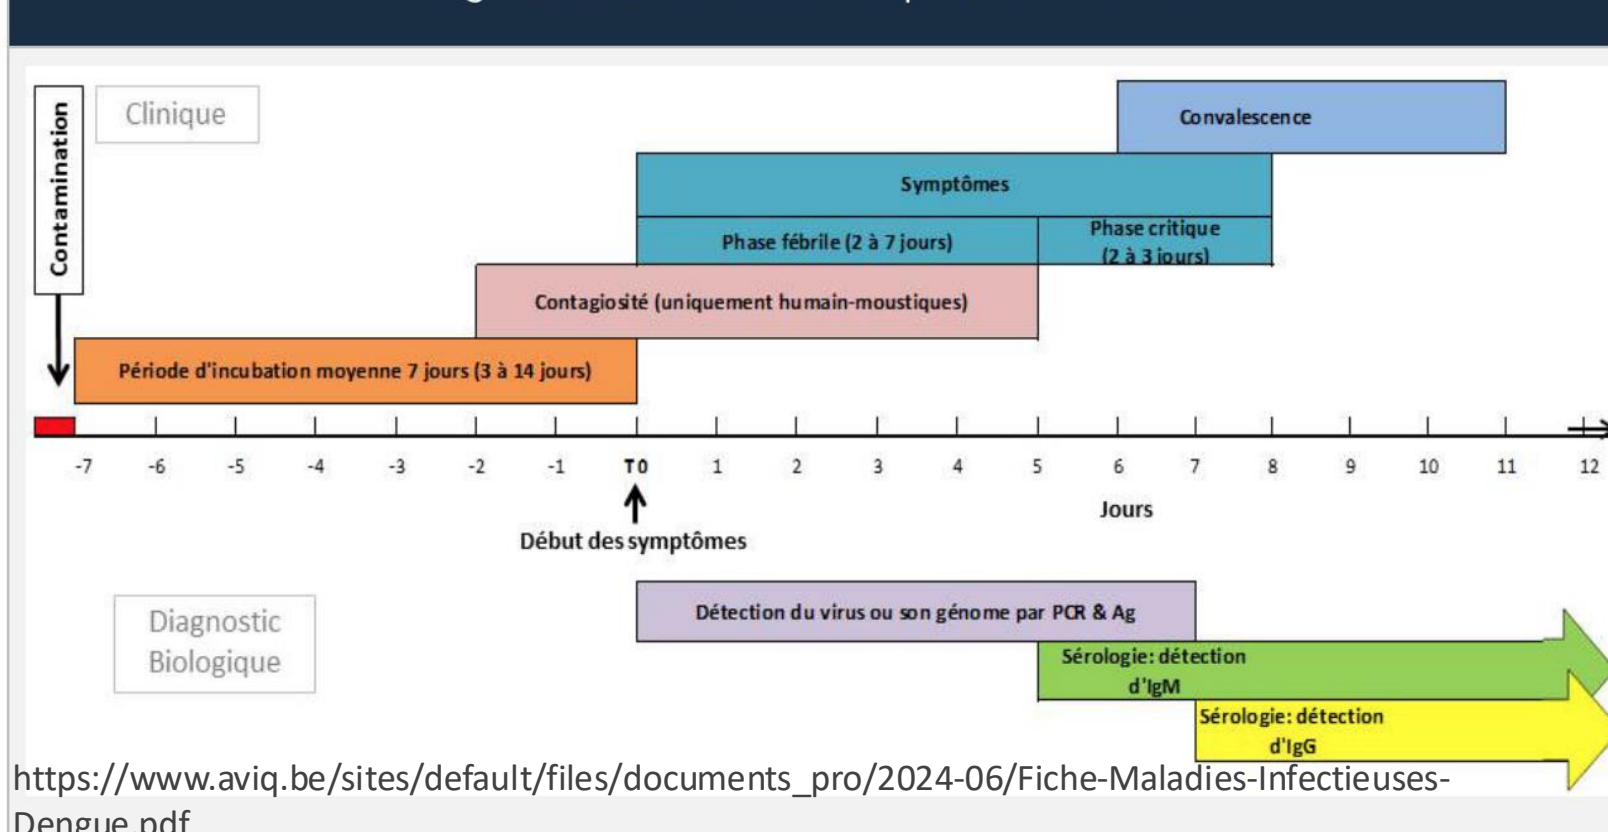 Contamination
Clinique
Convalescence
Symptômes
Phase fébrile (2 à 7 jours)
Phase critique
(2 à 3 jours)
Contagiosité (uniquement humain-moustiques)
Période d'incubation moyenne 7 jours (3 à 14 jours)
-7 -6 -5 -4 -3 -2 -1 T0 1 2 3 4 5 6 7 8 9 10 11 12
Jours
Début des symptômes
Diagnostic
Biologique
Détection du virus ou son génome par PCR & Ag
Sérologie: détection
d'IgM
Sérologie: détection
d'IgG
https://www.aviq.be/sites/default/files/documents_pro/2024-06/Fiche-Maladies-Infectieuses-
Dengue.pdf